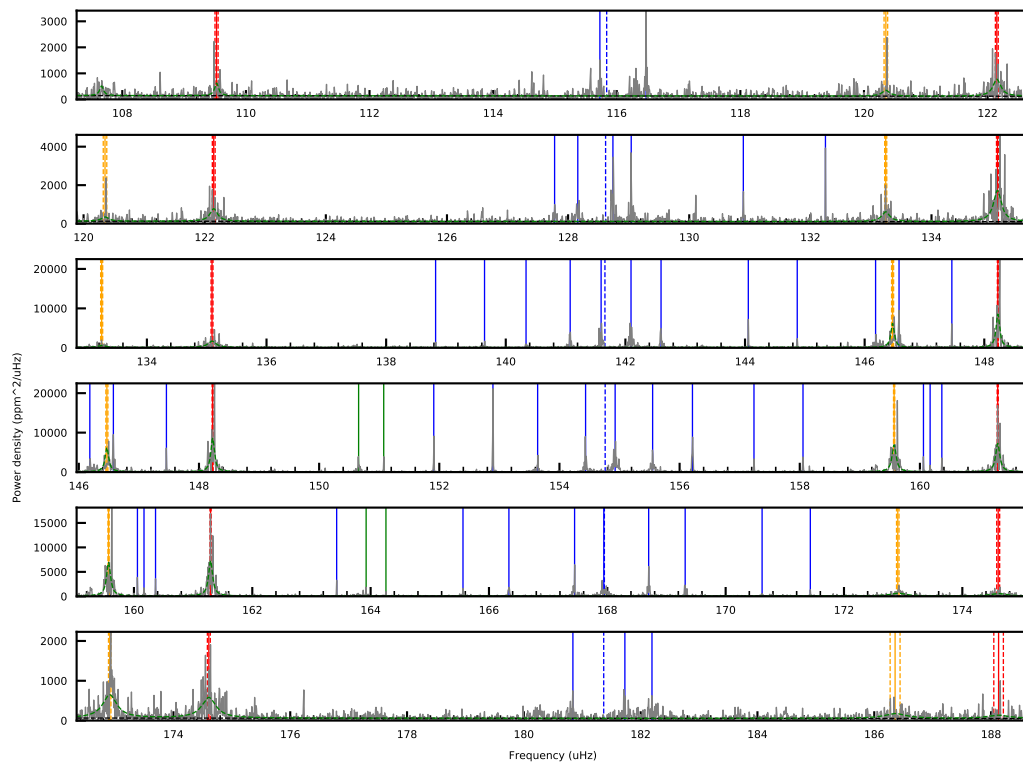 3000
2000
1000
0
108 110 112 114 116 118 120 122
4000
2000
0
120 122 124 126 128 130 132 134
20000
10000
0
134 136 138 140 142 144 146 148
Power density (ppm^2/uHz)
20000
10000
0
146 148 150 152 154 156 158 160
15000
10000
5000
0
160 162 164 166 168 170 172 174
2000
1000
0
174 176 178 180 182 184 186 188
Frequency (uHz)